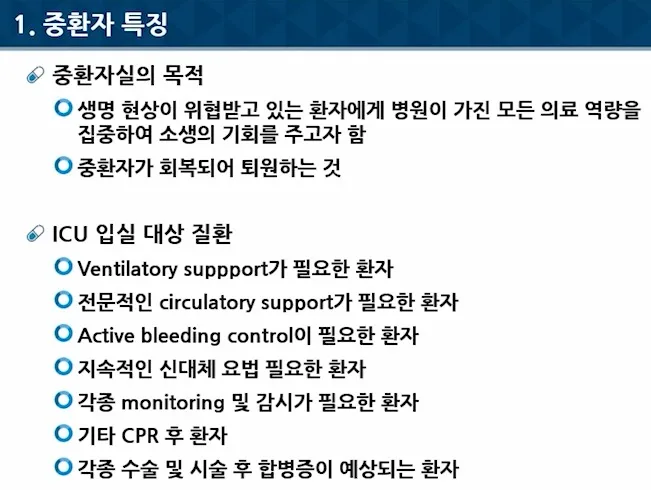 1. 중환자 특징
중환자실의 목적
생명 현상이 위협받고 있는 환자에게 병원이 가진 모든 의료 역량을
집중하여 소생의 기회를 주고자 함
중환자가 회복되어 퇴원하는 것
ICU 입실 대상 질환
Ventilatory suppport가 필요한 환자
전문적인 circulatory support가 필요한 환자
Active bleeding control이 필요한 환자
지속적인 신대체 요법 필요한 환자
각종 monitoring 및 감시가 필요한 환자
기타 CPR 후 환자
각종 수술 및 시술 후 합병증이 예상되는 환자